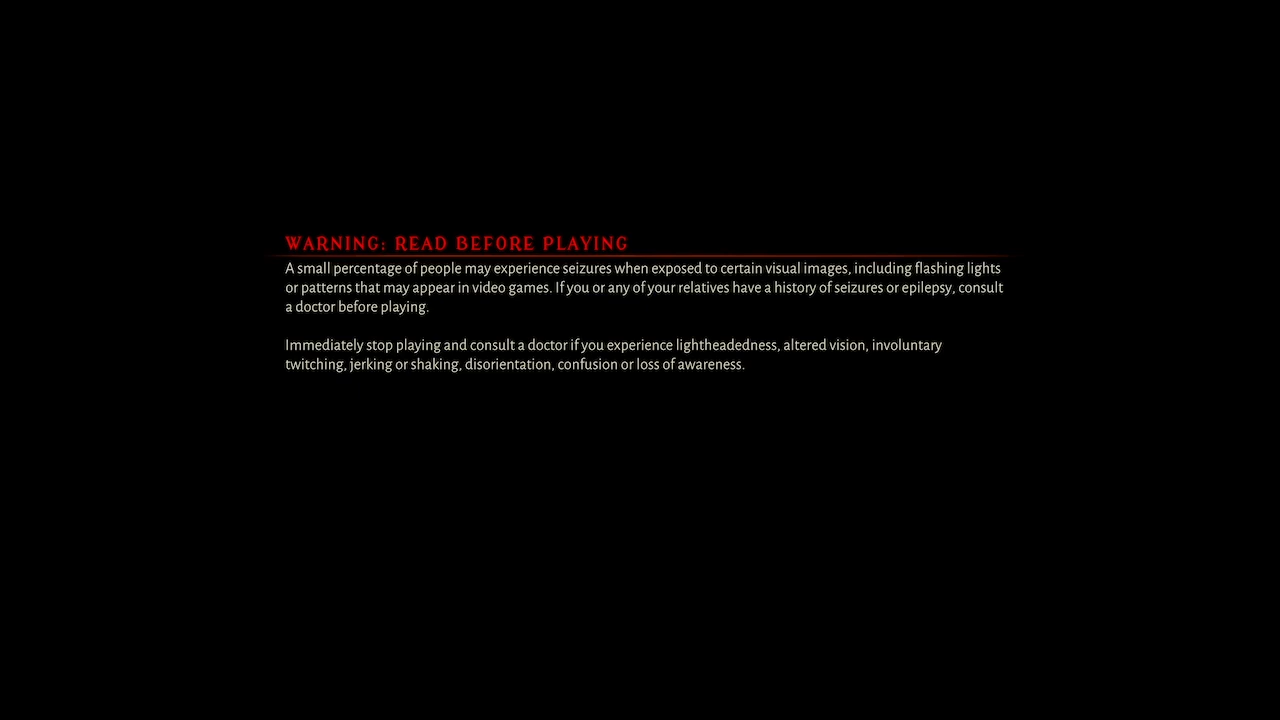 WARNING: READ BEFORE PLAYING
A small percentage of people may experience seizures when exposed to certain visual images, including flashing lights
or patterns that may appear in video games. If you or any of your relatives have a history of seizures or epilepsy, consult
a doctor before playing.
Immediately stop playing and consult a doctor if you experience lightheadedness, altered vision, involuntary
twitching, jerking or shaking, disorientation, confusion or loss of awareness.